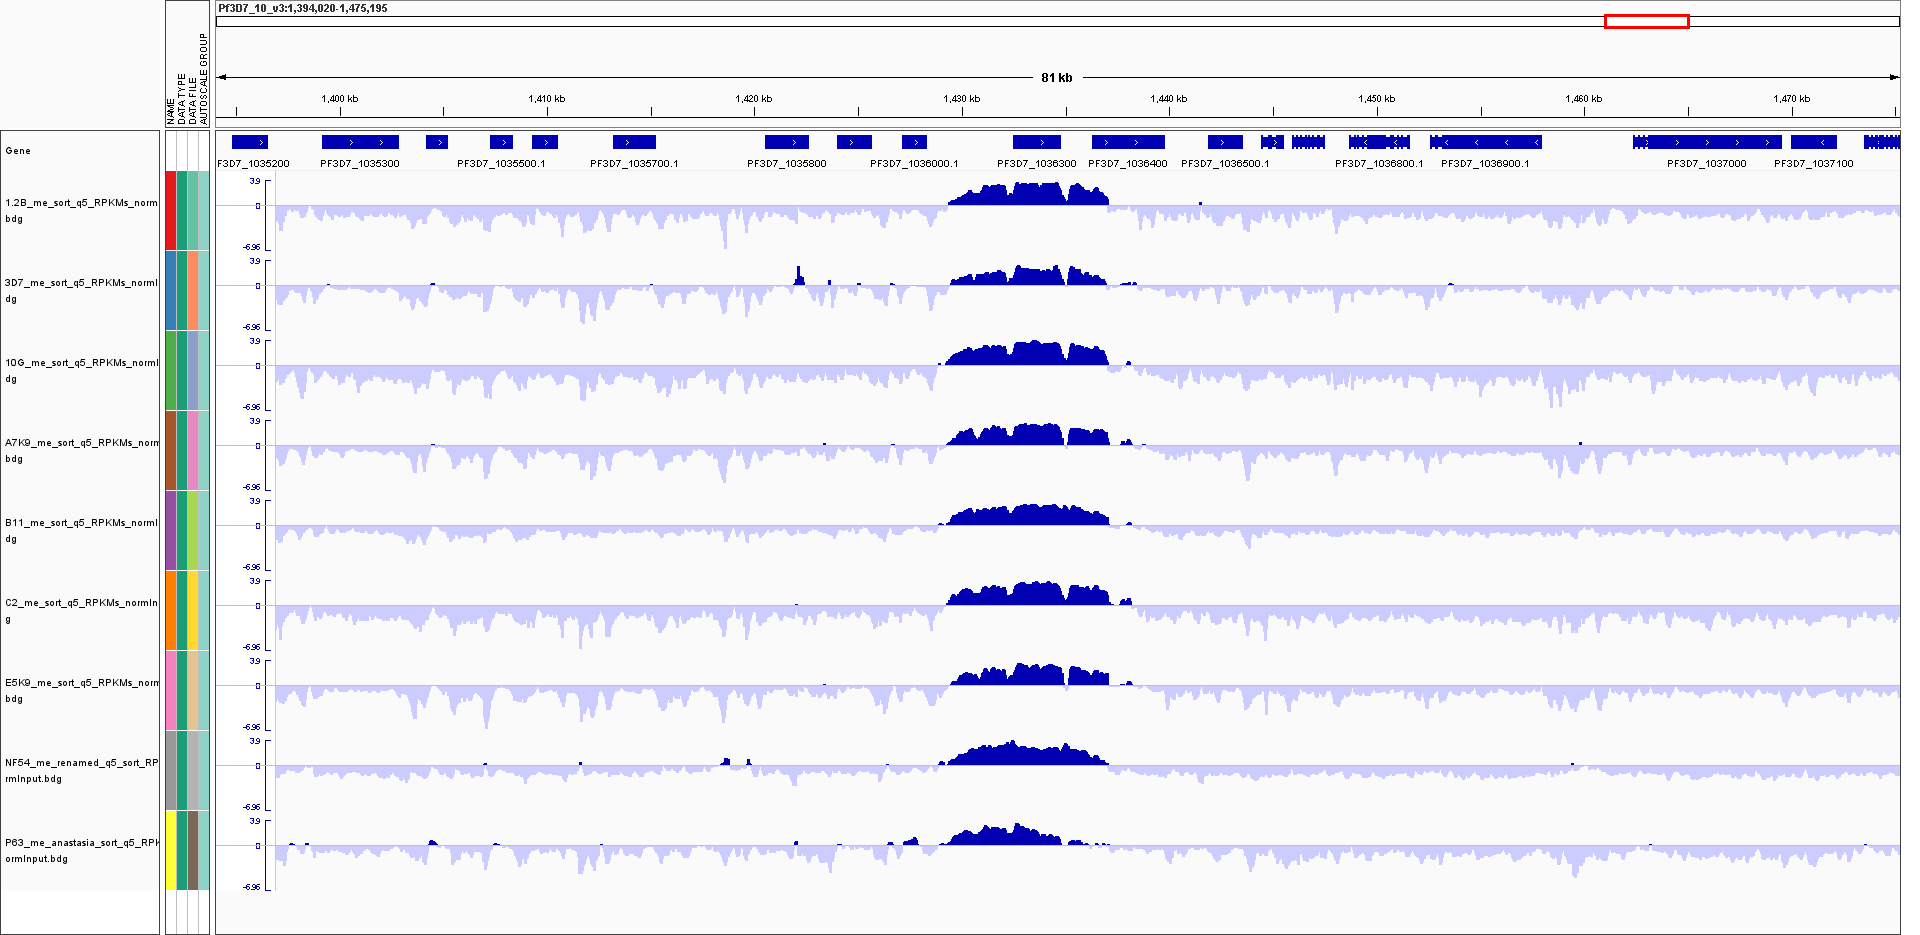 Pf3D7_10_v3:1,394,020-1,475,195
NAME
DATA TYPE
DATA FILE
AUTOSCALE GROUP
81 kb
1,400 kb 1,410 kb 1,420 kb 1,430 kb 1,440 kb 1,450 kb 1,460 kb 1,470 kb
Gene
F3D7_1035200 PF3D7_1035300 PF3D7_1035500.1 PF3D7_1035700.1 PF3D7_1035800 PF3D7_1036000.1 PF3D7_1036300 PF3D7_1036400 PF3D7_1036500.1 PF3D7_1036800.1 PF3D7_1036900.1 PF3D7_1037000 PF3D7_1037100
3.9
1.2B_me_sort_q5_RPKMs_norm
0
bdg
-6.96
3.9
3D7_me_sort_q5_RPKMs_normI
0
dg
-6.96
3.9
10G_me_sort_q5_RPKMs_normI
0
dg
-6.96
3.9
A7K9_me_sort_q5_RPKMs_norm
0
bdg
-6.96
3.9
B11_me_sort_q5_RPKMs_normI
0
dg
-6.96
3.9
C2_me_sort_q5_RPKMs_normIn
0
g
-6.96
3.9
E5K9_me_sort_q5_RPKMs_norm
0
bdg
-6.96
3.9
NF54_me_renamed_q5_sort_RP
0
rmInput.bdg
-6.96
3.9
P63_me_anastasia_sort_q5_RPK
0
ormInput.bdg
-6.96